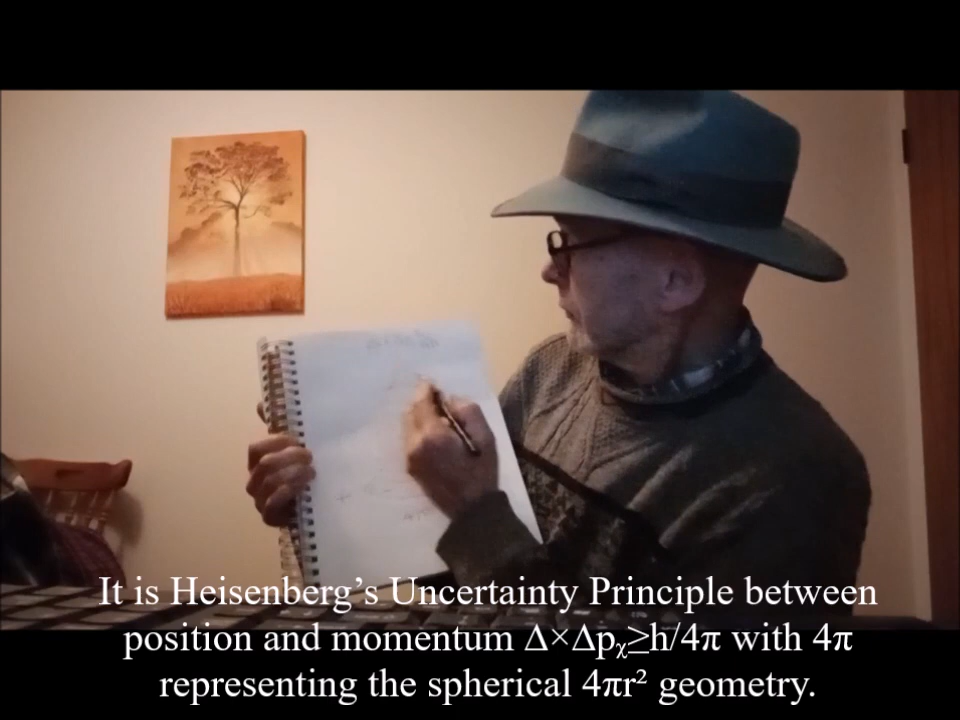 It is Heisenberg’s Uncertainty Principle between
position and momentum Δ×Δpᵪ≥h/4π with 4π
representing the spherical 4πr² geometry.